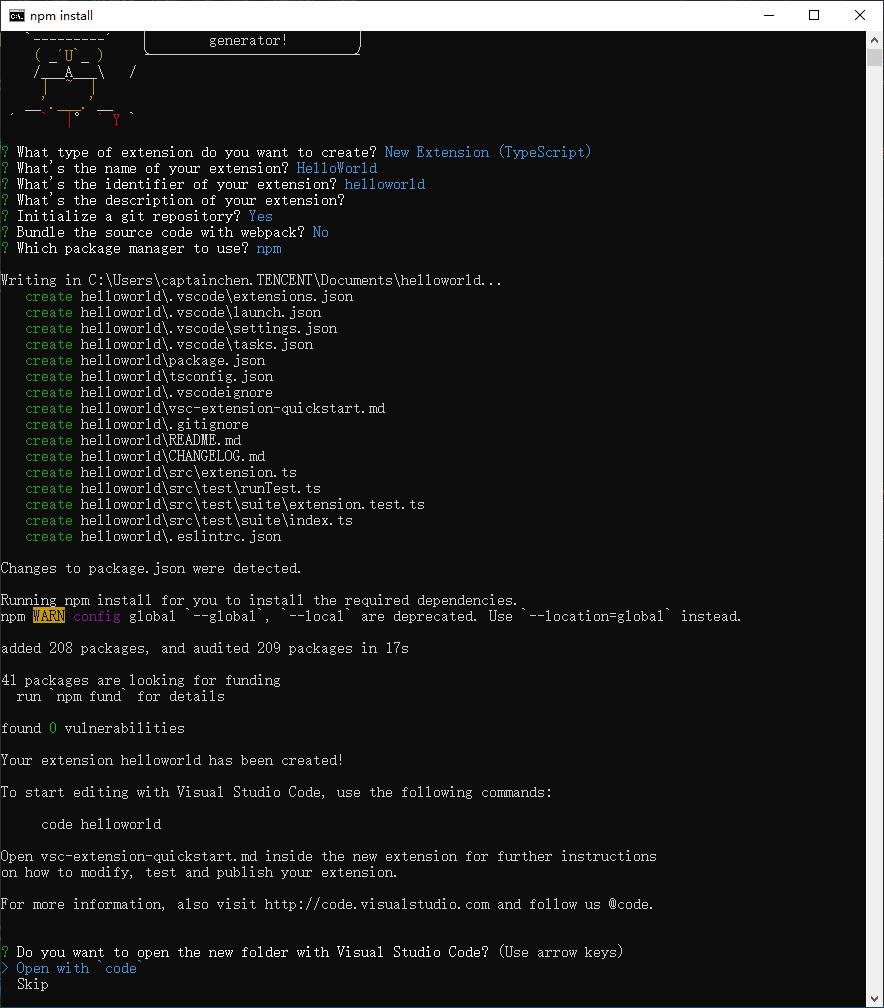 npm install
generator!
? What type of extension do you want to create? New Extension (TypeScript)
? What's the name of your extension? HelloWorld
? What's the identifier of your extension? helloworld
? What's the description of your extension?
? Initialize a git repository? Yes
? Bundle the source code with webpack? No
? Which package manager to use? npm
Writing in C:\Users\captainchen.TENCENT\Documents\helloworld...
create helloworld\.vscode\extensions.json
create helloworld\.vscode\launch.json
create helloworld\.vscode\settings.json
create helloworld\.vscode\tasks.json
create helloworld\package.json
create helloworld\tsconfig.json
create helloworld\.vscodeignore
create helloworld\vsc-extension-quickstart.md
create helloworld\.gitignore
create helloworld\README.md
create helloworld\CHANGELOG.md
create helloworld\src\extension.ts
create helloworld\src\test\runTest.ts
create helloworld\src\test\suite\extension.test.ts
create helloworld\src\test\suite\index.ts
create helloworld\.eslintrc.json
Changes to package.json were detected.
Running npm install for you to install the required dependencies.
npm WARN config global `--global`, `--local` are deprecated. Use `--location=global` instead.
added 208 packages, and audited 209 packages in 17s
41 packages are looking for funding
run `npm fund` for details
found 0 vulnerabilities
Your extension helloworld has been created!
To start editing with Visual Studio Code, use the following commands:
code helloworld
Open vsc-extension-quickstart.md inside the new extension for further instructions
on how to modify, test and publish your extension.
For more information, also visit http://code.visualstudio.com and follow us @code.
? Do you want to open the new folder with Visual Studio Code? (Use arrow keys)
> Open with `code`
Skip